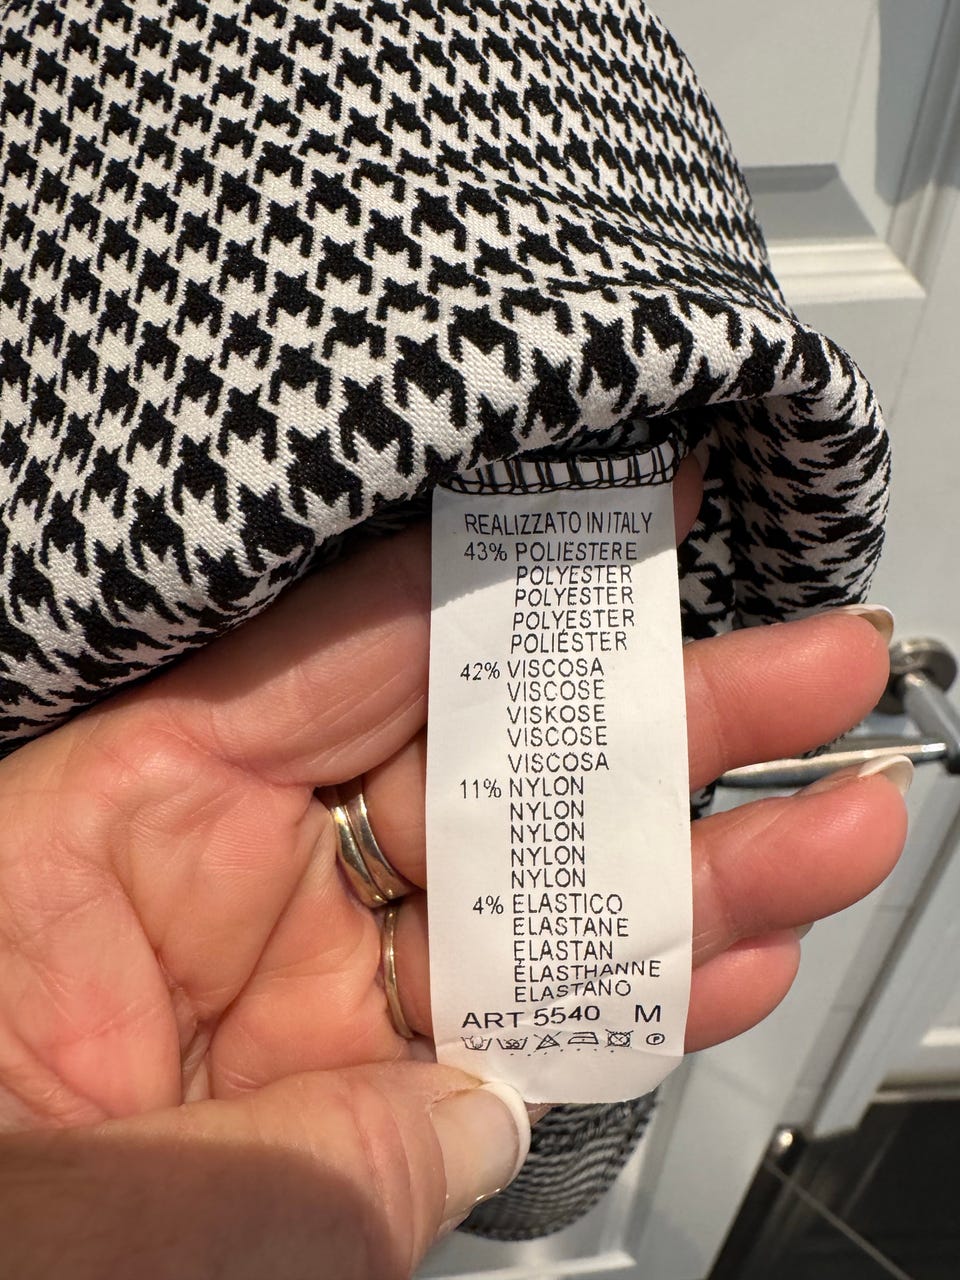 REALIZZATO IN ITALY
43% POLIESTERE
POLYESTER
POLYESTER
POLYESTER
POLIÉSTER
42% VISCOSA
VISCOSE
VISKOSE
VISCOSE
VISCOSA
11% NYLON
NYLON
NYLON
NYLON
NYLON
4% ELASTICO
ELASTANE
ELASTAN
ÉLASTHANNE
ELASTANO
ART 5540 M
P